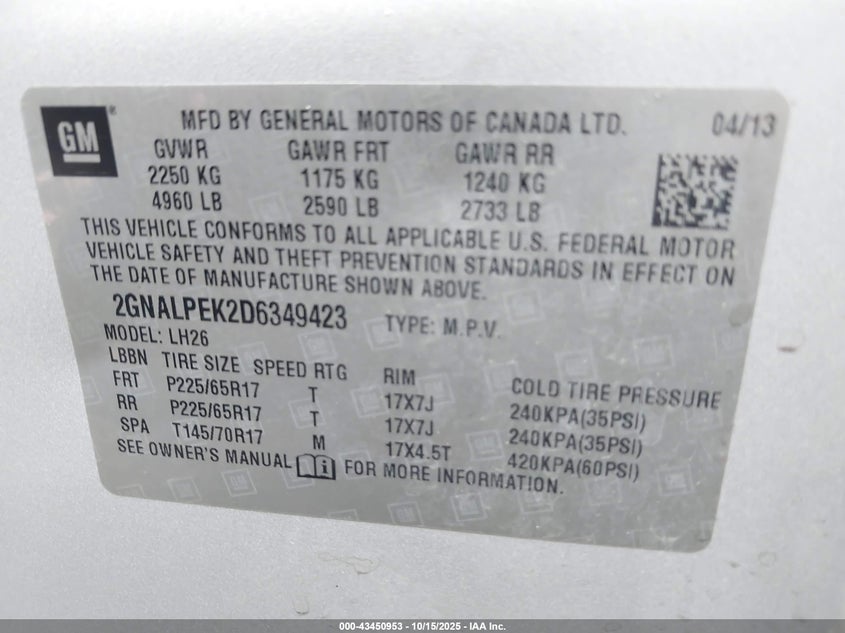 GM®
MFD BY GENERAL MOTORS OF CANADA LTD. 04/13
GVWR GAWR FRT GAWR RR
2250 KG 1175 KG 1240 KG
4960 LB 2590 LB 2733 LB
THIS VEHICLE CONFORMS TO ALL APPLICABLE U.S. FEDERAL MOTOR
VEHICLE SAFETY AND THEFT PREVENTION STANDARDS IN EFFECT ON
THE DATE OF MANUFACTURE SHOWN ABOVE.
2GNALPEK2D6349423 TYPE: M.P.V.
MODEL: LH26
LBBN TIRE SIZE SPEED RTG RIM COLD TIRE PRESSURE
FRT P225/65R17 T 17X7J 240KPA(35PSI)
RR P225/65R17 T 17X7J 240KPA(35PSI)
SPA T145/70R17 M 17X4.5T 420KPA(60PSI)
SEE OWNER'S MANUAL FOR MORE INFORMATION.
000-43450953 - 10/15/2025 - IAA Inc.